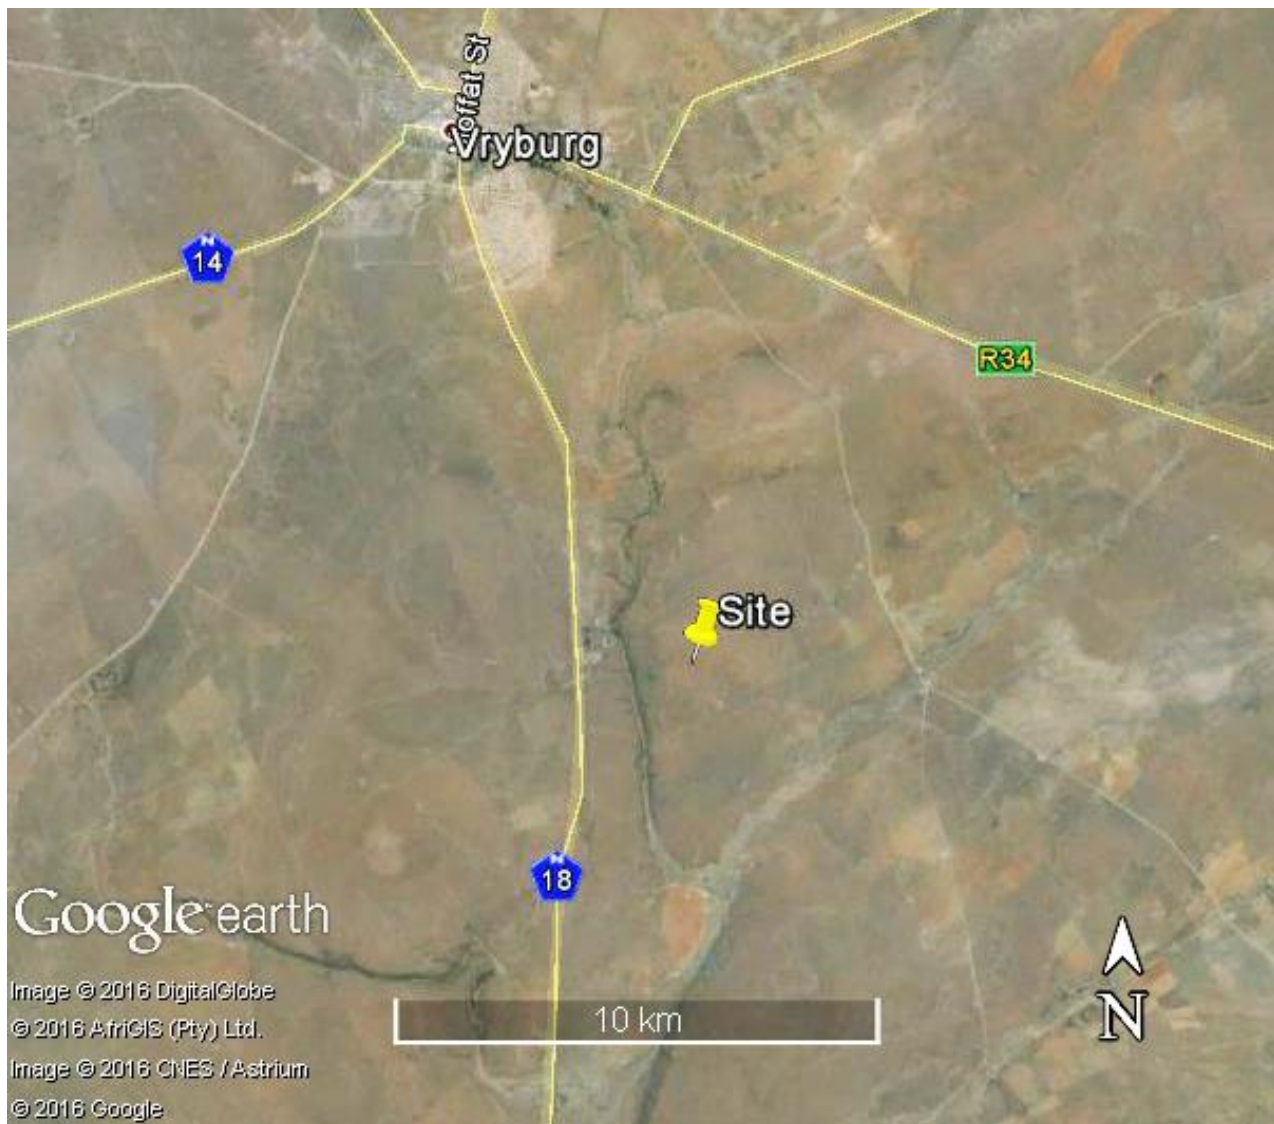 Moffat St
Vryburg
N
14
R34
Site
N
18
Google earth
10 km
N
Image © 2016 DigitalGlobe
© 2016 AfriGIS (Pty) Ltd.
Image © 2016 CNES / Astrium
© 2016 Google